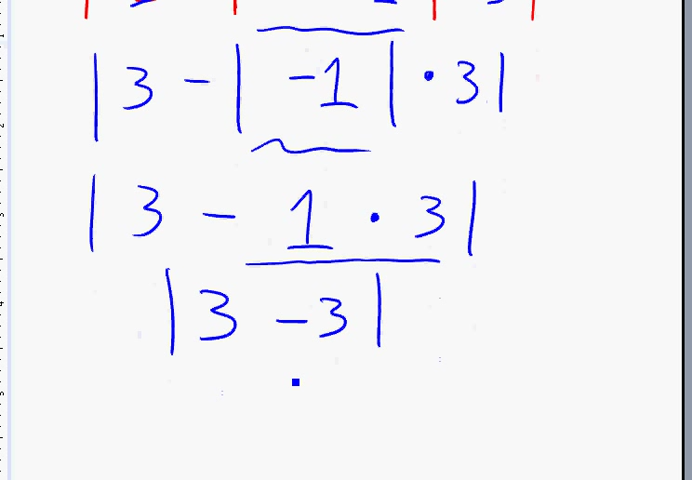 |3 - |-1| · 3|
|3 - 1 · 3|
|3 - 3|